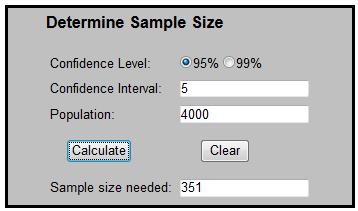 Determine Sample Size
Confidence Level: 95% 99%
Confidence Interval: 5
Population: 4000
Calculate Clear
Sample size needed: 351